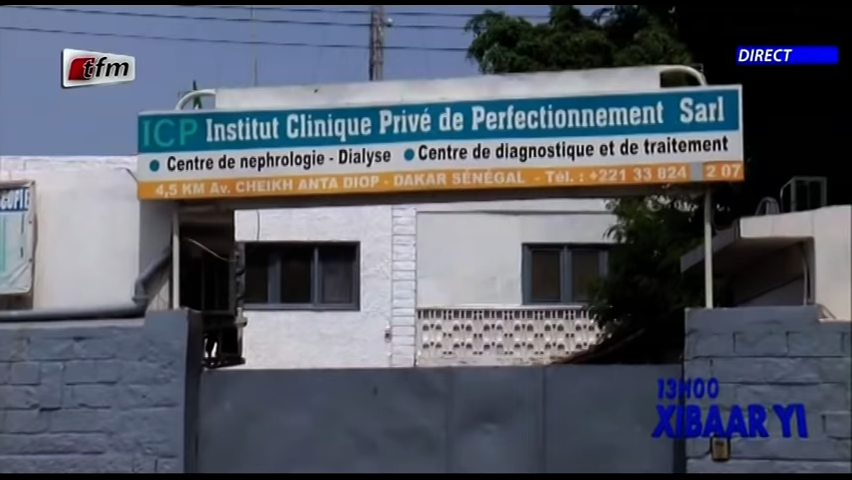 tfm
DIRECT
ICP Institut Clinique Privé de Perfectionnement Sarl
• Centre de nephrologie - Dialyse • Centre de diagnostique et de traitement
4,5 KM Av. CHEIKH ANTA DIOP - DAKAR SÉNÉGAL - Tél. : +221 33 824 2 07
COPIE
13H00
XIBAAR YI